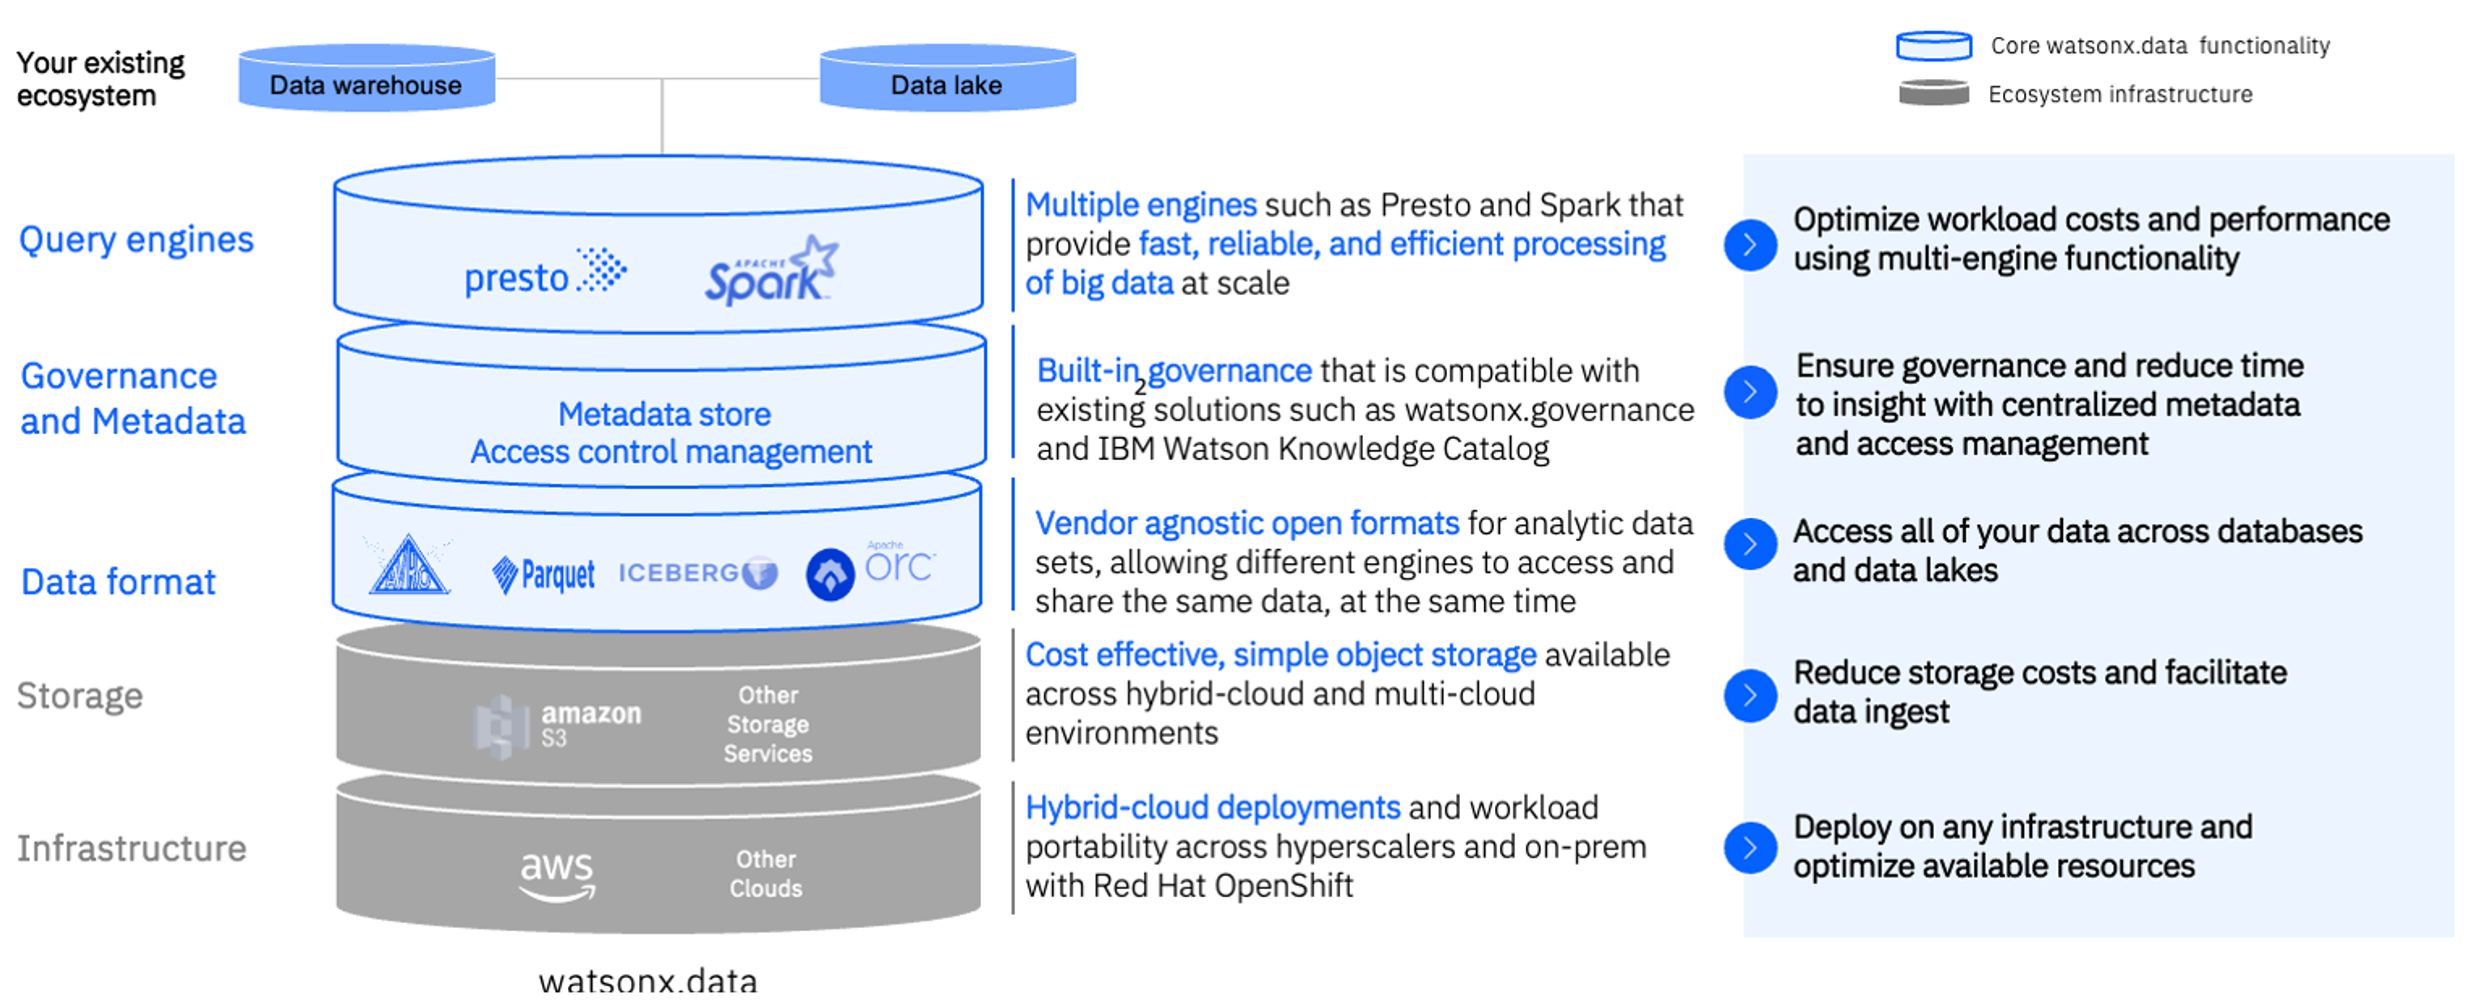 Your existing
ecosystem
Data warehouse
Data lake
Core watsonx.data functionality
Ecosystem infrastructure
Query engines
presto
APACHE
Spark
Multiple engines such as Presto and Spark that
provide fast, reliable, and efficient processing
of big data at scale
Optimize workload costs and performance
using multi-engine functionality
Governance
and Metadata
Metadata store
Access control management
Built-in governance that is compatible with
2
existing solutions such as watsonx.governance
and IBM Watson Knowledge Catalog
Ensure governance and reduce time
to insight with centralized metadata
and access management
Data format
AVRO
Parquet
ICEBERG
Apache
orc
Vendor agnostic open formats for analytic data
sets, allowing different engines to access and
share the same data, at the same time
Access all of your data across databases
and data lakes
Storage
amazon
S3
Other
Storage
Services
Cost effective, simple object storage available
across hybrid-cloud and multi-cloud
environments
Reduce storage costs and facilitate
data ingest
Infrastructure
aws
Other
Clouds
Hybrid-cloud deployments and workload
portability across hyperscalers and on-prem
with Red Hat OpenShift
Deploy on any infrastructure and
optimize available resources
watsonx.data